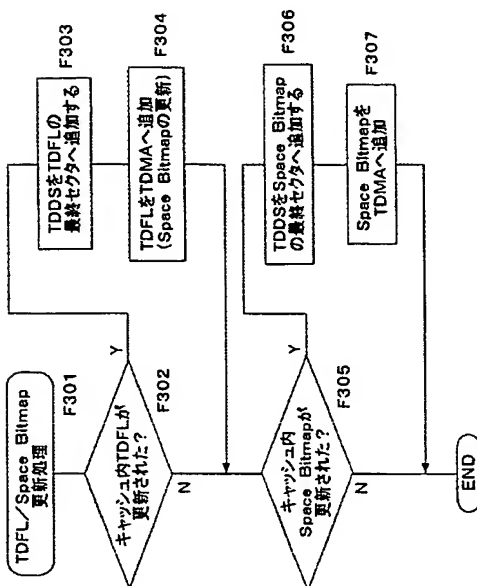 TDFL/Space Bitmap
更新処理
F301
キャッシュ内TDFLが
更新された?
F302
Y
N
TDDSをTDFLの
最終セクタへ追加する
F303
TDFLをTDMAへ追加
(Space Bitmapの更新)
F304
キャッシュ内
Space Bitmapが
更新された?
F305
Y
N
TDDSをSpace Bitmap
の最終セクタへ追加する
F306
Space Bitmapを
TDMAへ追加
F307
END